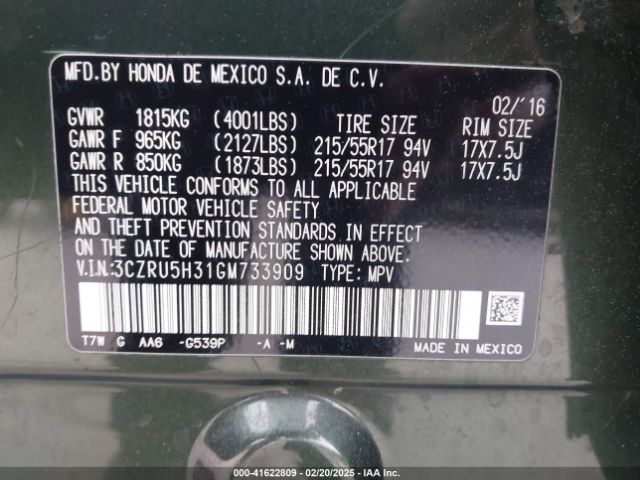 MFD.BY HONDA DE MEXICO S.A. DE C.V.
02/'16
GVWR 1815KG (4001LBS) TIRE SIZE RIM SIZE
GAWR F 965KG (2127LBS) 215/55R17 94V 17X7.5J
GAWR R 850KG (1873LBS) 215/55R17 94V 17X7.5J
THIS VEHICLE CONFORMS TO ALL APPLICABLE
FEDERAL MOTOR VEHICLE SAFETY
AND THEFT PREVENTION STANDARDS IN EFFECT
ON THE DATE OF MANUFACTURE SHOWN ABOVE.
V.I.N.:3CZRU5H31GM733909 TYPE: MPV
T7W G AA6 -G539P -A -M
MADE IN MEXICO
000-41622809 - 02/20/2025 - IAA Inc.